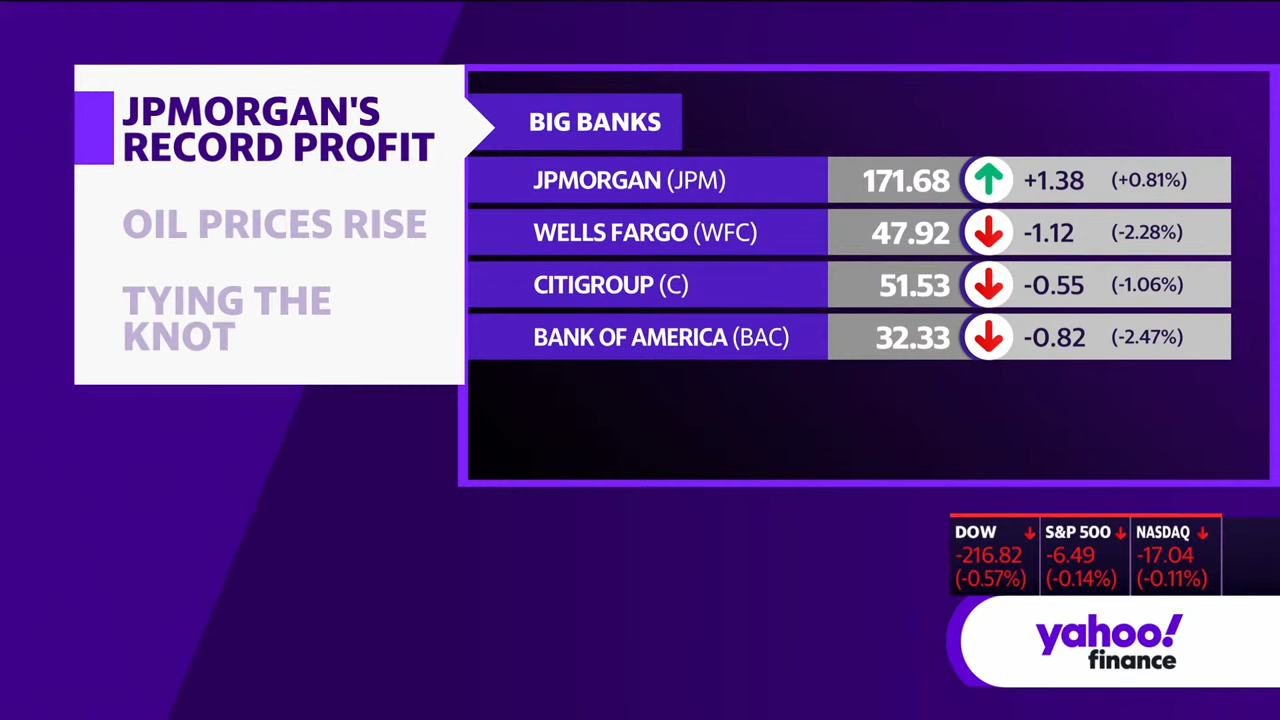 JPMORGAN'S
RECORD PROFIT
OIL PRICES RISE
TYING THE
KNOT
BIG BANKS
JPMORGAN (JPM) 171.68 +1.38 (+0.81%)
WELLS FARGO (WFC) 47.92 -1.12 (-2.28%)
CITIGROUP (C) 51.53 -0.55 (-1.06%)
BANK OF AMERICA (BAC) 32.33 -0.82 (-2.47%)
DOW S&P 500 NASDAQ
-216.82 -6.49 -17.04
(-0.57%) (-0.14%) (-0.11%)
yahoo!
finance